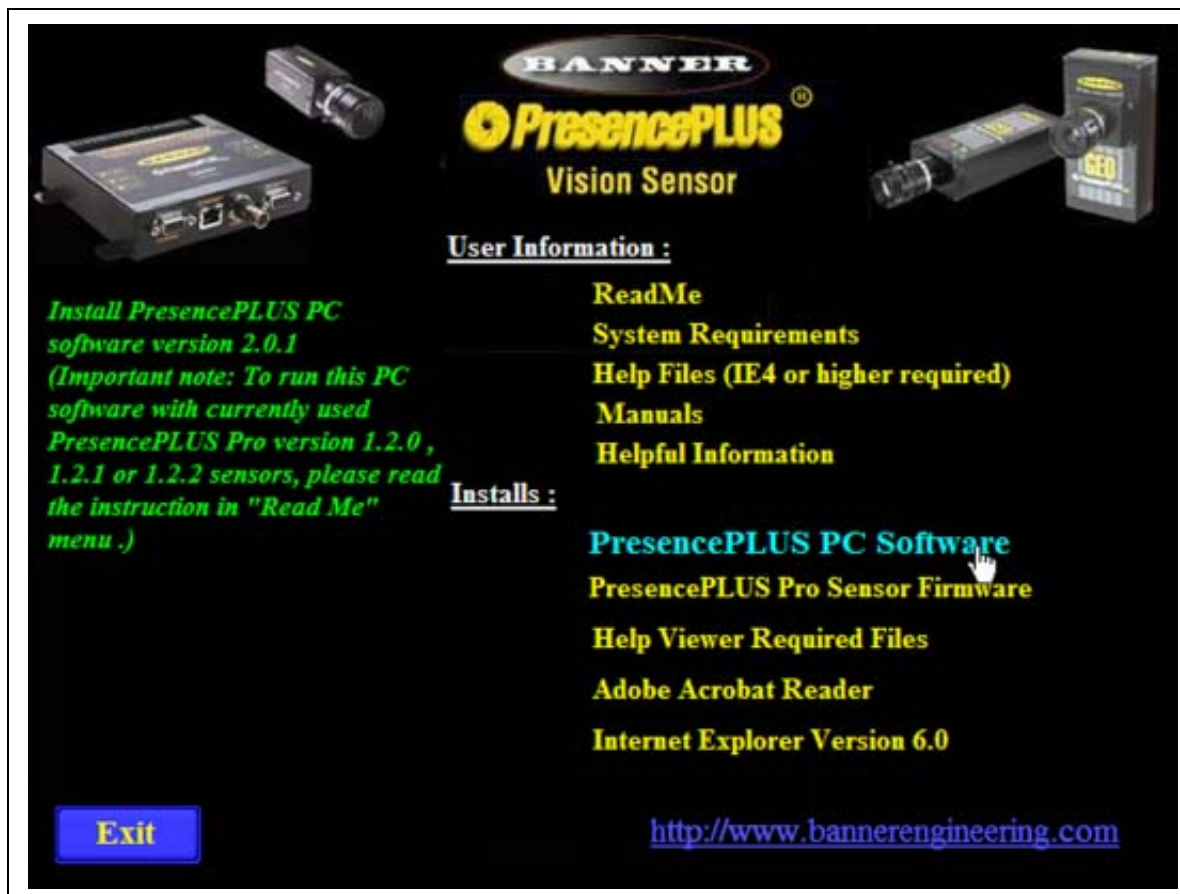 BANNER
PresencePLUS®
Vision Sensor
GEO
User Information :
ReadMe
System Requirements
Help Files (IE4 or higher required)
Manuals
Helpful Information
Install PresencePLUS PC
software version 2.0.1
(Important note: To run this PC
software with currently used
PresencePLUS Pro version 1.2.0 ,
1.2.1 or 1.2.2 sensors, please read
the instruction in "Read Me"
menu .)
Installs :
PresencePLUS PC Software
PresencePLUS Pro Sensor Firmware
Help Viewer Required Files
Adobe Acrobat Reader
Internet Explorer Version 6.0
Exit
http://www.bannerengineering.com